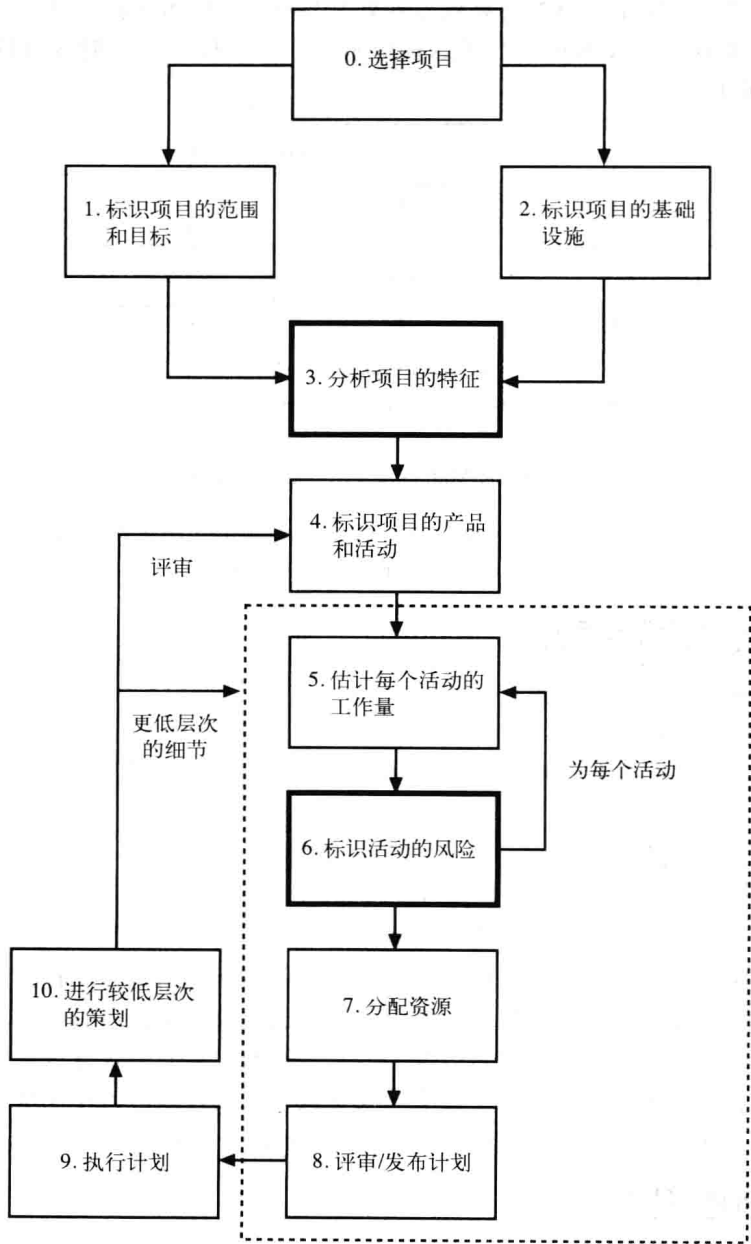 0. 选择项目
1. 标识项目的范围
和目标
2. 标识项目的基础
设施
3. 分析项目的特征
4. 标识项目的产品
和活动
评审
5. 估计每个活动的
工作量
更低层次
的细节
为每个活动
6. 标识活动的风险
10. 进行较低层次
的策划
7. 分配资源
9. 执行计划
8. 评审/发布计划